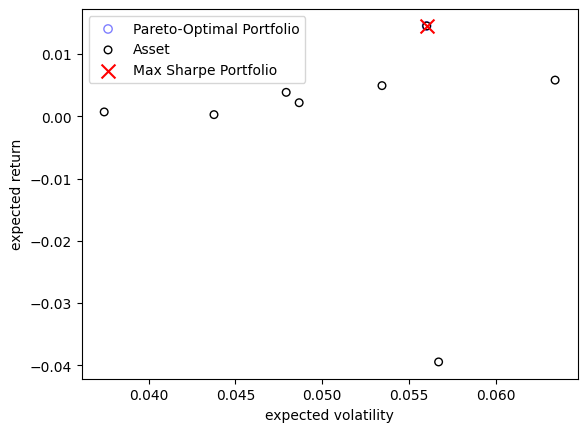 Pareto-Optimal Portfolio
Asset
Max Sharpe Portfolio
0.01
0.00
−0.01
−0.02
−0.03
−0.04
expected return
0.040 0.045 0.050 0.055 0.060
expected volatility